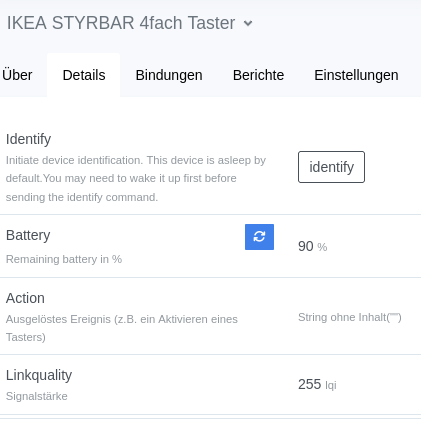 IKEA STYRBAR 4fach Taster
Über Details Bindungen Berichte Einstellungen
Identify
Initiate device identification. This device is asleep by
default.You may need to wake it up first before
sending the identify command.
identify
Battery
Remaining battery in %
90 %
Action
Ausgelöstes Ereignis (z.B. ein Aktivieren eines
Tasters)
String ohne Inhalt("")
Linkquality
Signalstärke
255 lqi